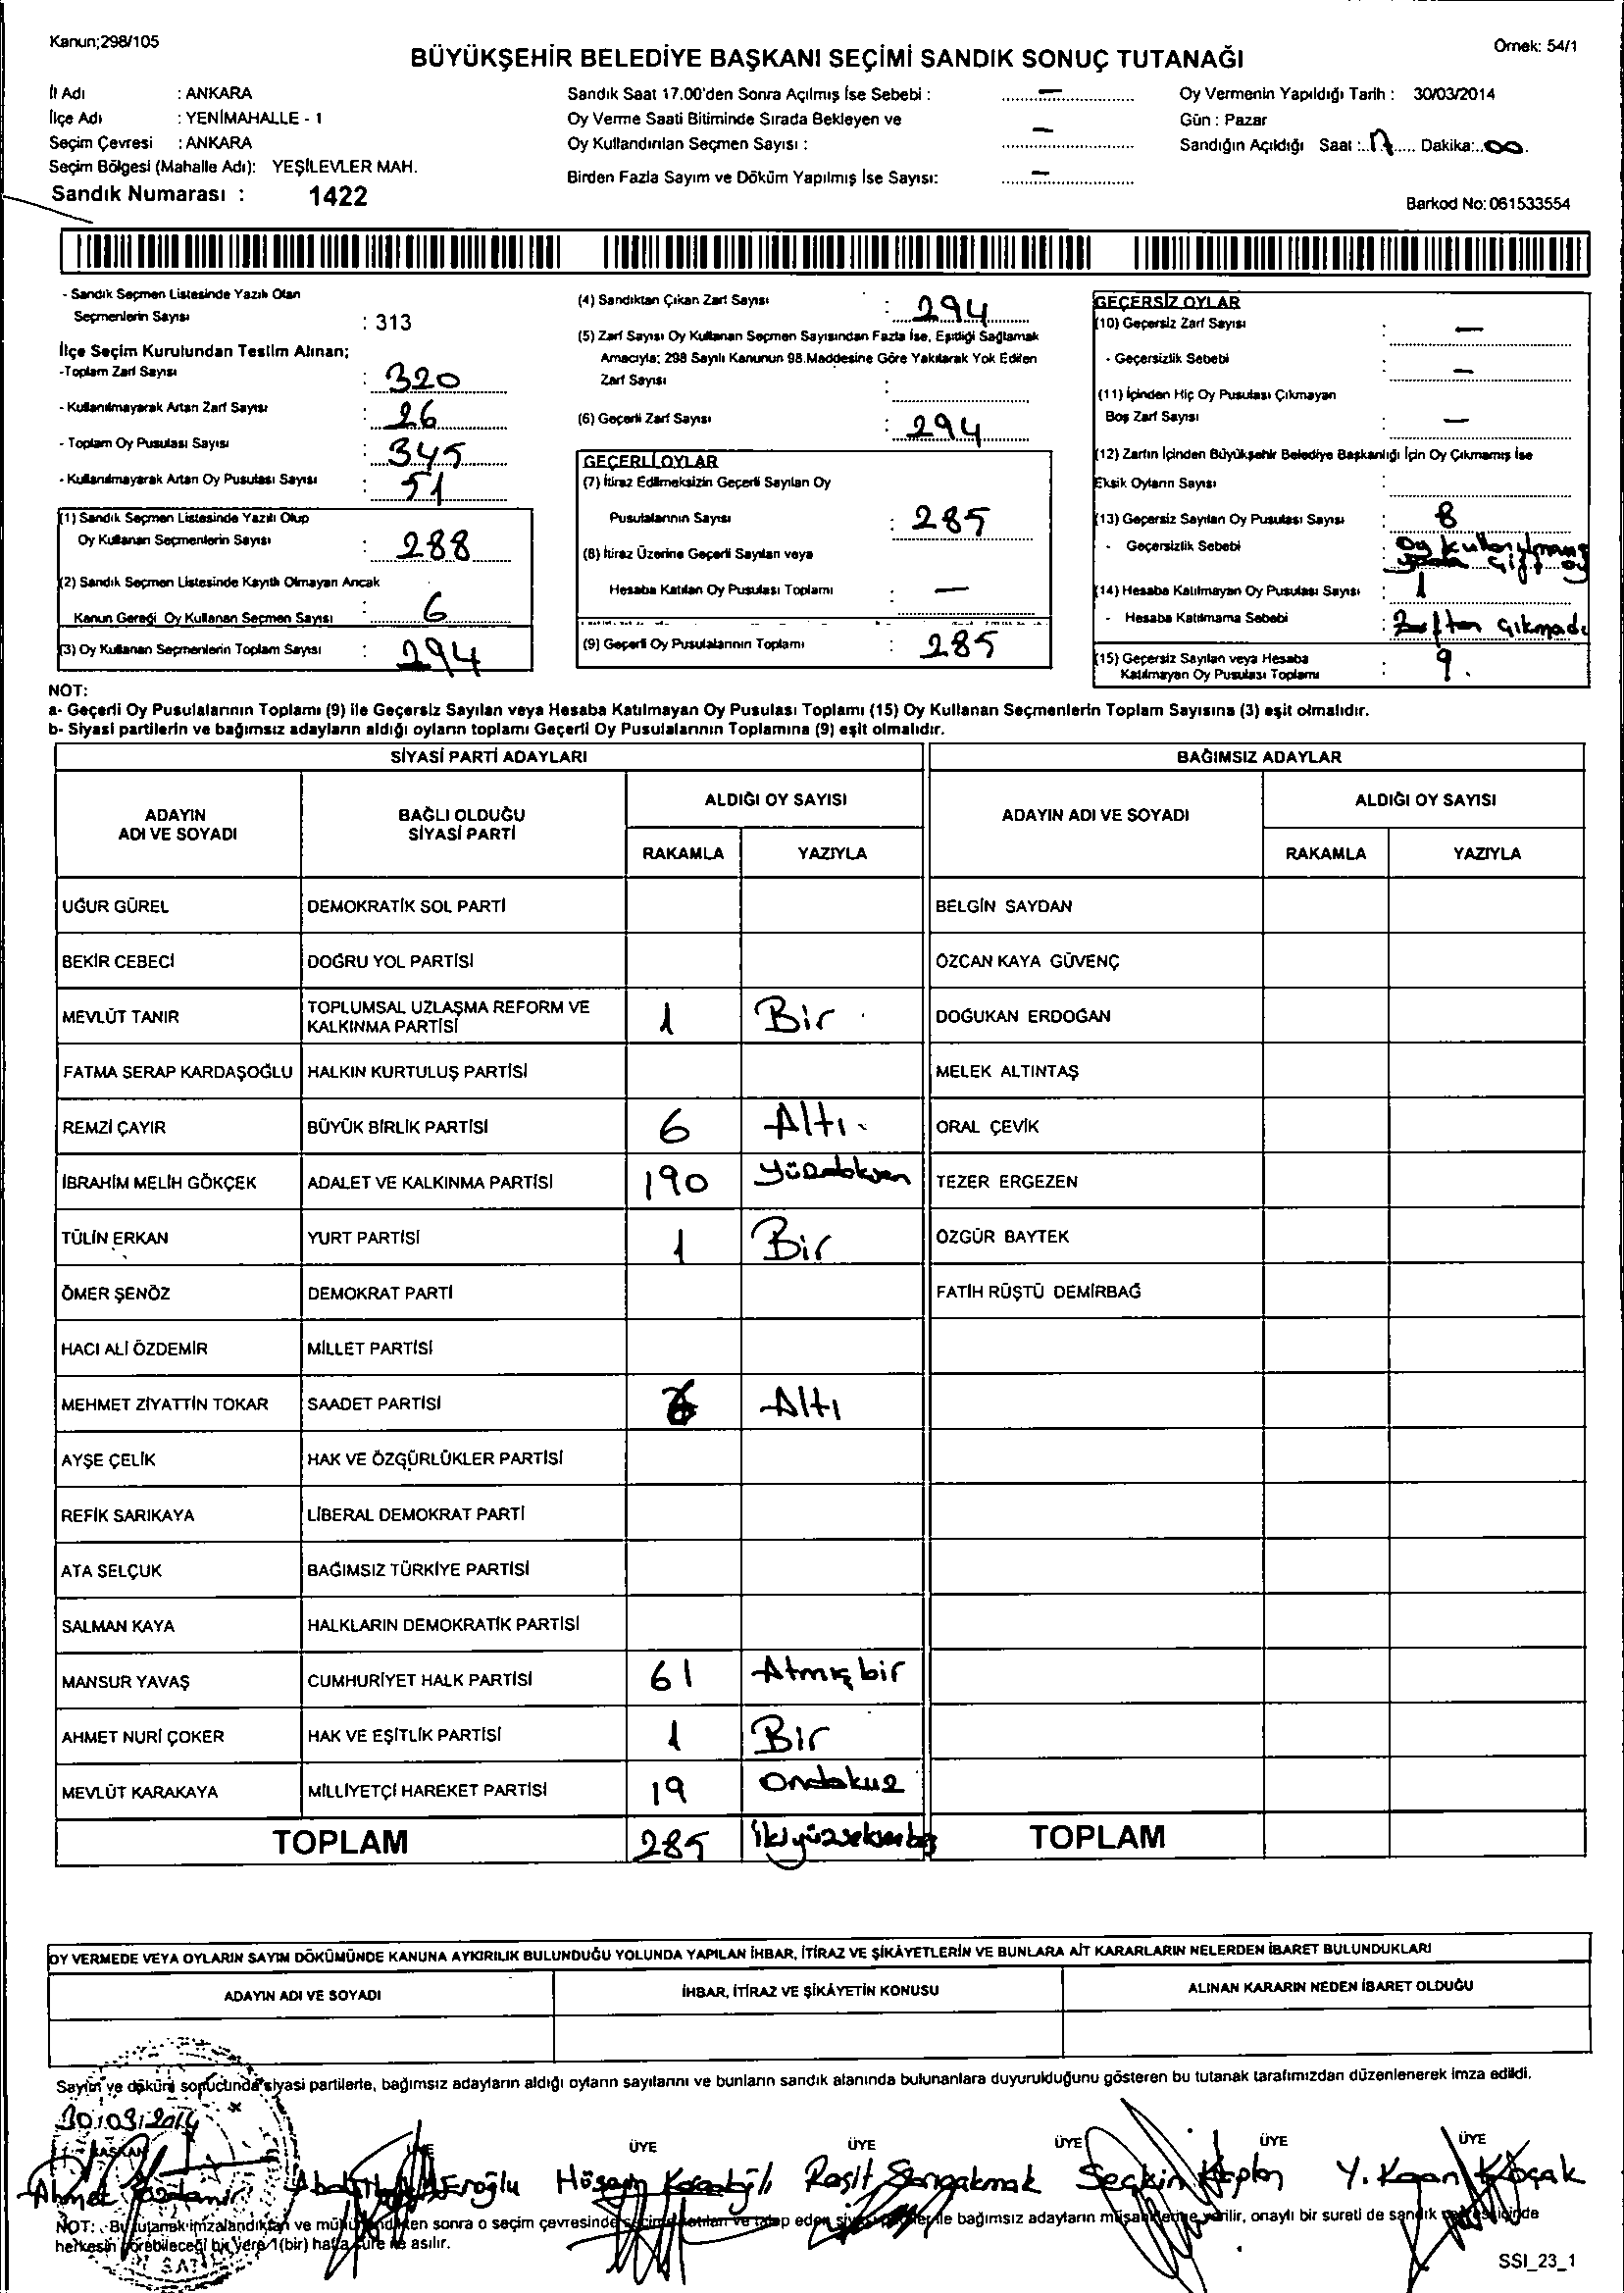 Kanun;298/105
Örnek: 54/1
BÜYÜKŞEHİR BELEDİYE BAŞKANI SEÇİMİ SANDIK SONUÇ TUTANAĞI
İl Adı : ANKARA
İlçe Adı : YENİMAHALLE - 1
Seçim Çevresi : ANKARA
Seçim Bölgesi (Mahalle Adı): YEŞİLEVLER MAH.
Sandık Numarası : 1422
Sandık Saat 17.00'den Sonra Açılmış İse Sebebi : —
Oy Verme Saati Bitiminde Sırada Bekleyen ve
Oy Kullandırılan Seçmen Sayısı : —
Birden Fazla Sayım ve Döküm Yapılmış İse Sayısı: —
Oy Vermenin Yapıldığı Tarih : 30/03/2014
Gün : Pazar
Sandığın Açıldığı Saat : 17 Dakika: 00
Barkod No: 061533554
- Sandık Seçmen Listesinde Yazılı Olan
Seçmenlerin Sayısı : 313
İlçe Seçim Kurulundan Teslim Alınan;
-Toplam Zarf Sayısı : 320
- Kullanılmayarak Artan Zarf Sayısı : 26
- Toplam Oy Pusulası Sayısı : 345
- Kullanılmayarak Artan Oy Pusulası Sayısı : 51
(1) Sandık Seçmen Listesinde Yazılı Olup
Oy Kullanan Seçmenlerin Sayısı : 288
(2) Sandık Seçmen Listesinde Kayıtlı Olmayan Ancak
Kanun Gereği Oy Kullanan Seçmen Sayısı : 6
(3) Oy Kullanan Seçmenlerin Toplam Sayısı : 294
(4) Sandıktan Çıkan Zarf Sayısı : 294
(5) Zarf Sayısı Oy Kullanan Seçmen Sayısından Fazla İse, Eşitliği Sağlamak
Amacıyla; 298 Sayılı Kanunun 98.Maddesine Göre Yakılarak Yok Edilen
Zarf Sayısı :
(6) Geçerli Zarf Sayısı : 294
GEÇERLİ OYLAR
(7) İtiraz Edilmeksizin Geçerli Sayılan Oy
Pusulalarının Sayısı : 285
(8) İtiraz Üzerine Geçerli Sayılan veya
Hesaba Katılan Oy Pusulası Toplamı : —
(9) Geçerli Oy Pusulalarının Toplamı : 285
GEÇERSİZ OYLAR
(10) Geçersiz Zarf Sayısı : —
- Geçersizlik Sebebi : —
(11) İçinden Hiç Oy Pusulası Çıkmayan
Boş Zarf Sayısı : —
(12) Zarfın İçinden Büyükşehir Belediye Başkanlığı İçin Oy Çıkmamış İse
Eksik Oyların Sayısı :
(13) Geçersiz Sayılan Oy Pusulası Sayısı : 8
- Geçersizlik Sebebi : Oy
çift oy
(14) Hesaba Katılmayan Oy Pusulası Sayısı : 1
- Hesaba Katılmama Sebebi : Zarftan çıkmadı
(15) Geçersiz Sayılan veya Hesaba
Katılmayan Oy Pusulası Toplamı : 9.
NOT:
a- Geçerli Oy Pusulalarının Toplamı (9) ile Geçersiz Sayılan veya Hesaba Katılmayan Oy Pusulası Toplamı (15) Oy Kullanan Seçmenlerin Toplam Sayısına (3) eşit olmalıdır.
b- Siyasi partilerin ve bağımsız adayların aldığı oyların toplamı Geçerli Oy Pusulalarının Toplamına (9) eşit olmalıdır.
SİYASİ PARTİ ADAYLARI BAĞIMSIZ ADAYLAR
ADAYIN ADI VE SOYADI
BAĞLI OLDUĞU SİYASİ PARTİ
ALDIĞI OY SAYISI
RAKAMLA YAZIYLA
ADAYIN ADI VE SOYADI
ALDIĞI OY SAYISI
RAKAMLA YAZIYLA
UĞUR GÜREL DEMOKRATİK SOL PARTİ BELGİN SAYDAN
BEKİR CEBECİ DOĞRU YOL PARTİSİ ÖZCAN KAYA GÜVENÇ
MEVLÜT TANIR TOPLUMSAL UZLAŞMA REFORM VE KALKINMA PARTİSİ 1 Bir DOĞUKAN ERDOĞAN
FATMA SERAP KARDAŞOĞLU HALKIN KURTULUŞ PARTİSİ MELEK ALTINTAŞ
REMZİ ÇAYIR BÜYÜK BİRLİK PARTİSİ 6 Altı ORAL ÇEVİK
İBRAHİM MELİH GÖKÇEK ADALET VE KALKINMA PARTİSİ 190 Yüzdoksan TEZER ERGEZEN
TÜLİN ERKAN YURT PARTİSİ 1 Bir ÖZGÜR BAYTEK
ÖMER ŞENÖZ DEMOKRAT PARTİ FATİH RÜŞTÜ DEMİRBAĞ
HACI ALİ ÖZDEMİR MİLLET PARTİSİ
MEHMET ZİYATTİN TOKAR SAADET PARTİSİ 6 Altı
AYŞE ÇELİK HAK VE ÖZGÜRLÜKLER PARTİSİ
REFİK SARIKAYA LİBERAL DEMOKRAT PARTİ
ATA SELÇUK BAĞIMSIZ TÜRKİYE PARTİSİ
SALMAN KAYA HALKLARIN DEMOKRATİK PARTİSİ
MANSUR YAVAŞ CUMHURİYET HALK PARTİSİ 61 Atmış bir
AHMET NURİ ÇOKER HAK VE EŞİTLİK PARTİSİ 1 Bir
MEVLÜT KARAKAYA MİLLİYETÇİ HAREKET PARTİSİ 19 Ondokuz
TOPLAM 285 İkiyüzseksenbeş TOPLAM
OY VERMEDE VEYA OYLARIN SAYIM DÖKÜMÜNDE KANUNA AYKIRILIK BULUNDUĞU YOLUNDA YAPILAN İHBAR, İTİRAZ VE ŞİKÂYETLERİN VE BUNLARA AİT KARARLARIN NELERDEN İBARET BULUNDUKLARI
ADAYIN ADI VE SOYADI İHBAR, İTİRAZ VE ŞİKÂYETİN KONUSU ALINAN KARARIN NEDEN İBARET OLDUĞU
Sayım ve döküm sonucunda siyasi partilerle, bağımsız adayların aldığı oyların sayılarını ve bunların sandık alanında bulunanlara duyurulduğunu gösteren bu tutanak tarafımızdan düzenlenerek imza edildi.
30/03/2014
BAŞKAN ÜYE ÜYE ÜYE ÜYE ÜYE ÜYE
Ahmet Eroğlu Raşit Seçkin Kaplan Y. Kaan Koçak
NOT: Bu tutanak imzalandıktan ve mühürlendikten sonra o seçim çevresinde seçime katılan ve talep eden siyasi partiler ile bağımsız adayların müşahitlerine verilir, onaylı bir sureti de sandık çevresi içinde
herkesin görebileceği bir yere 1(bir) hafta süre ile asılır.
SSI_23_1